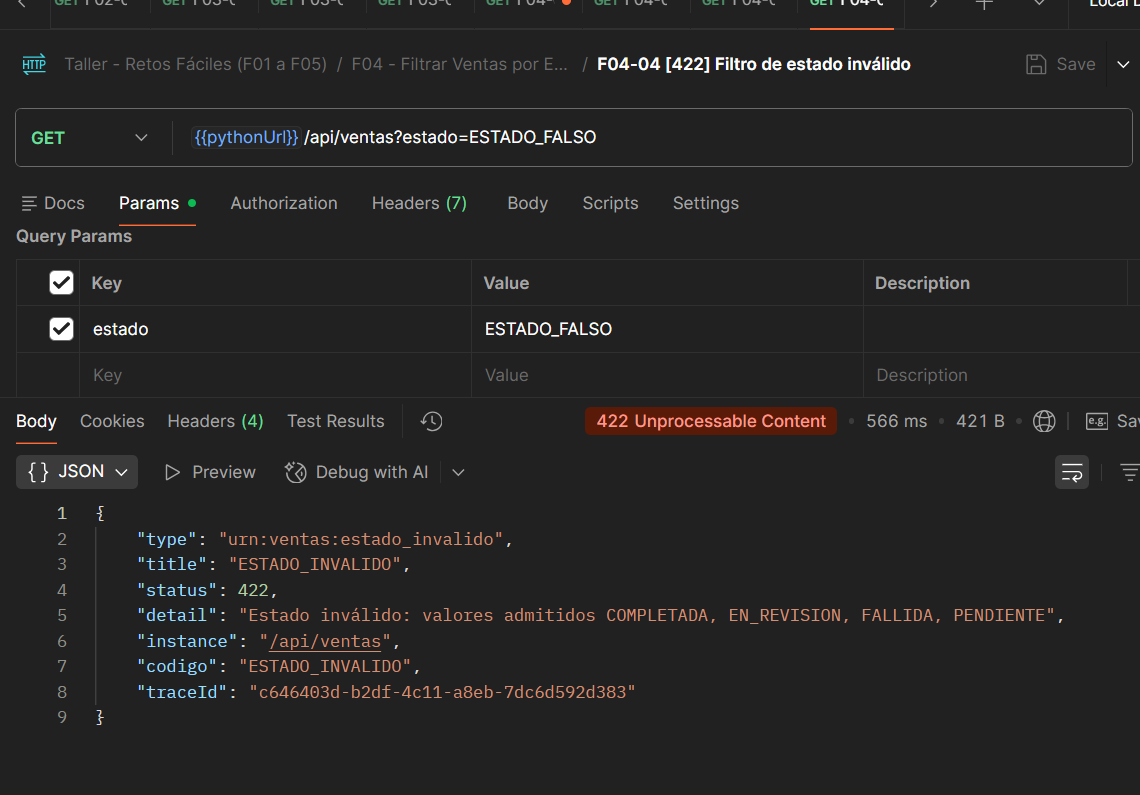 Taller - Retos Fáciles (F01 a F05) / F04 - Filtrar Ventas por E... / F04-04 [422] Filtro de estado inválido Save
HTTP
GET {{pythonUrl}} /api/ventas?estado=ESTADO_FALSO
Docs Params Authorization Headers (7) Body Scripts Settings
Query Params
Key Value Description
estado ESTADO_FALSO
Key Value Description
Body Cookies Headers (4) Test Results 422 Unprocessable Content • 566 ms • 421 B • e.g. Sav
{} JSON Preview Debug with AI
1 {
2 "type": "urn:ventas:estado_invalido",
3 "title": "ESTADO_INVALIDO",
4 "status": 422,
5 "detail": "Estado inválido: valores admitidos COMPLETADA, EN_REVISION, FALLIDA, PENDIENTE",
6 "instance": "/api/ventas",
7 "codigo": "ESTADO_INVALIDO",
8 "traceId": "c646403d-b2df-4c11-a8eb-7dc6d592d383"
9 }